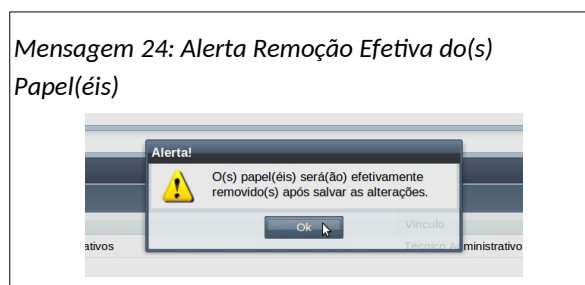 Mensagem 24: Alerta Remoção Efetiva do(s)
Papel(éis)
Alerta!
O(s) papel(éis) será(ão) efetivamente
removido(s) após salvar as alterações.
Ok
Vínculo
ativos
Técnico A ministrativo